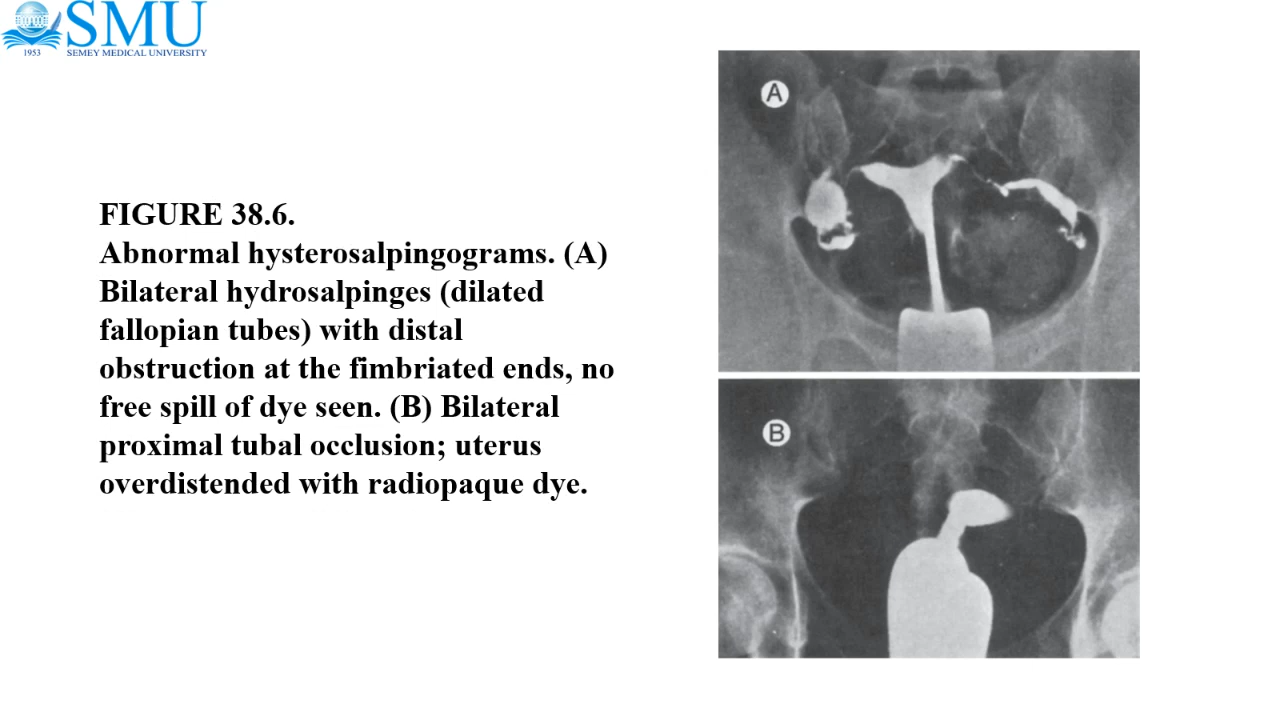 SMU
1953 SEMEY MEDICAL UNIVERSITY
FIGURE 38.6.
Abnormal hysterosalpingograms. (A)
Bilateral hydrosalpinges (dilated
fallopian tubes) with distal
obstruction at the fimbriated ends, no
free spill of dye seen. (B) Bilateral
proximal tubal occlusion; uterus
overdistended with radiopaque dye.
A
B